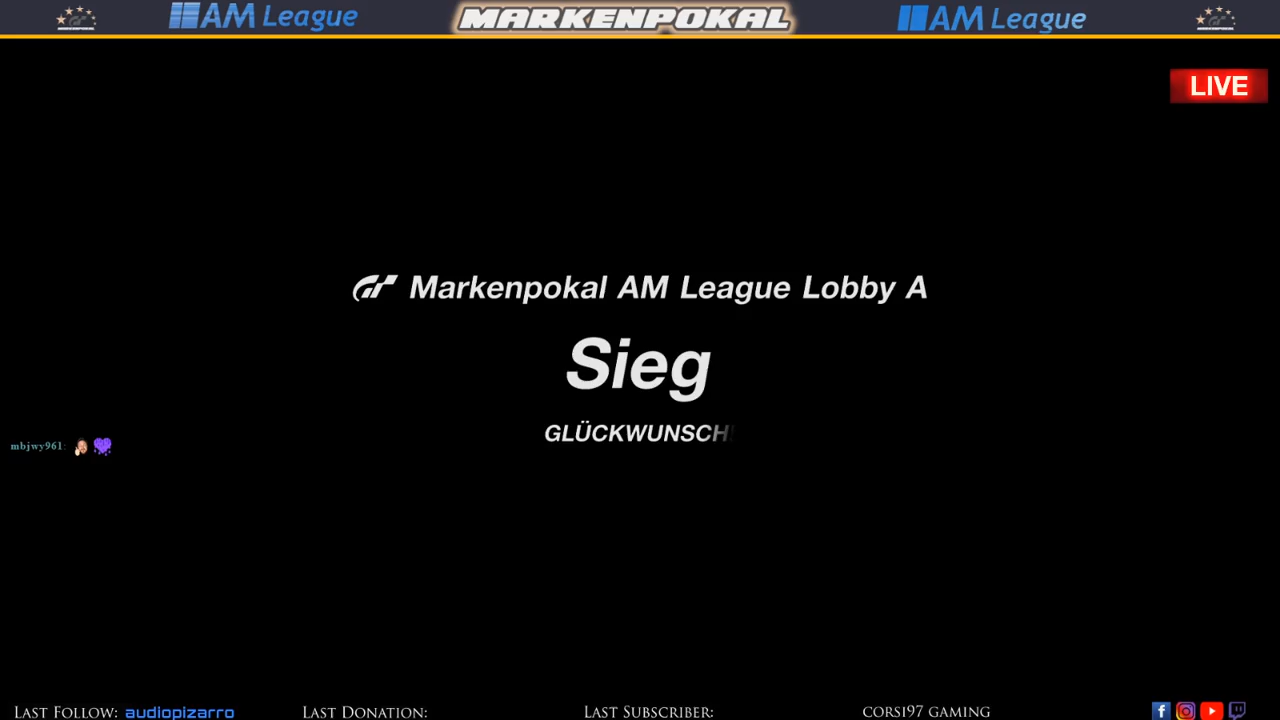 AM League
MARKENPOKAL
AM League
LIVE
Markenpokal AM League Lobby A
Sieg
GLÜCKWUNSCH!
mbjwy961:
LAST FOLLOW: audiopizarro
LAST DONATION:
LAST SUBSCRIBER:
CORSI97 GAMING